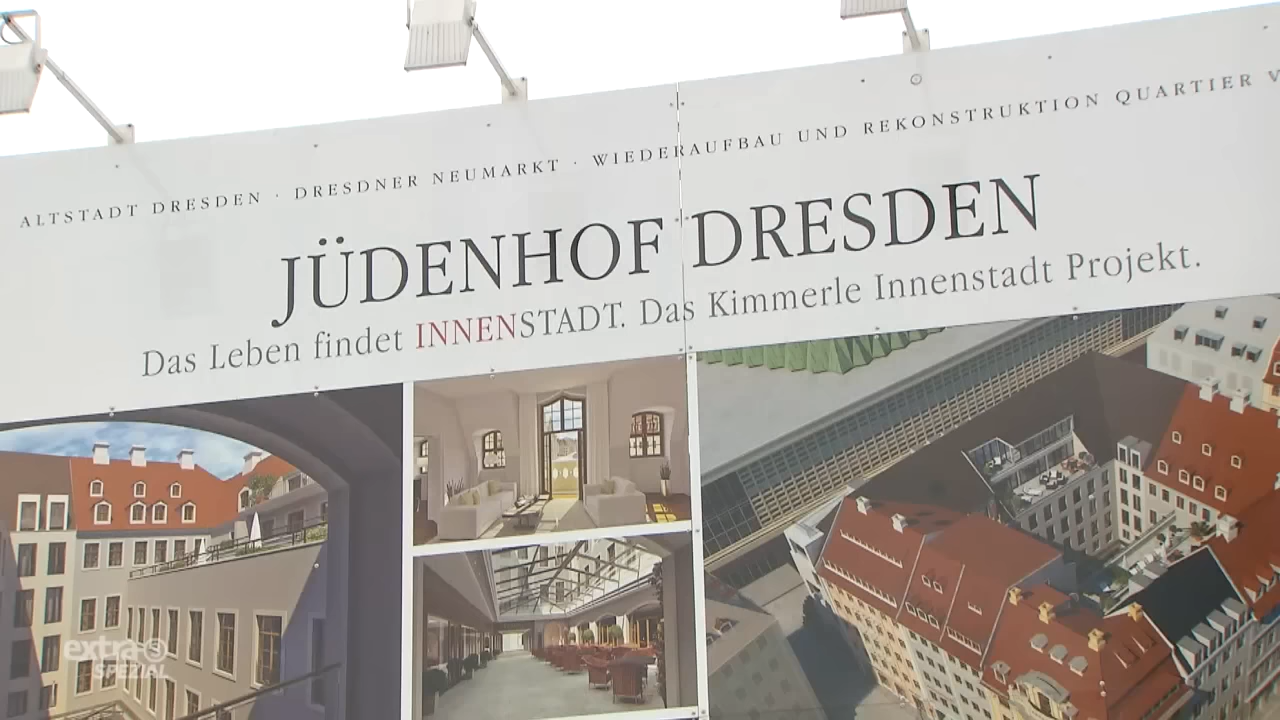 ALTSTADT DRESDEN · DRESDNER NEUMARKT · WIEDERAUFBAU UND REKONSTRUKTION QUARTIER V
JÜDENHOF DRESDEN
Das Leben findet INNENSTADT. Das Kimmerle Innenstadt Projekt.
extra 3
SPEZIAL